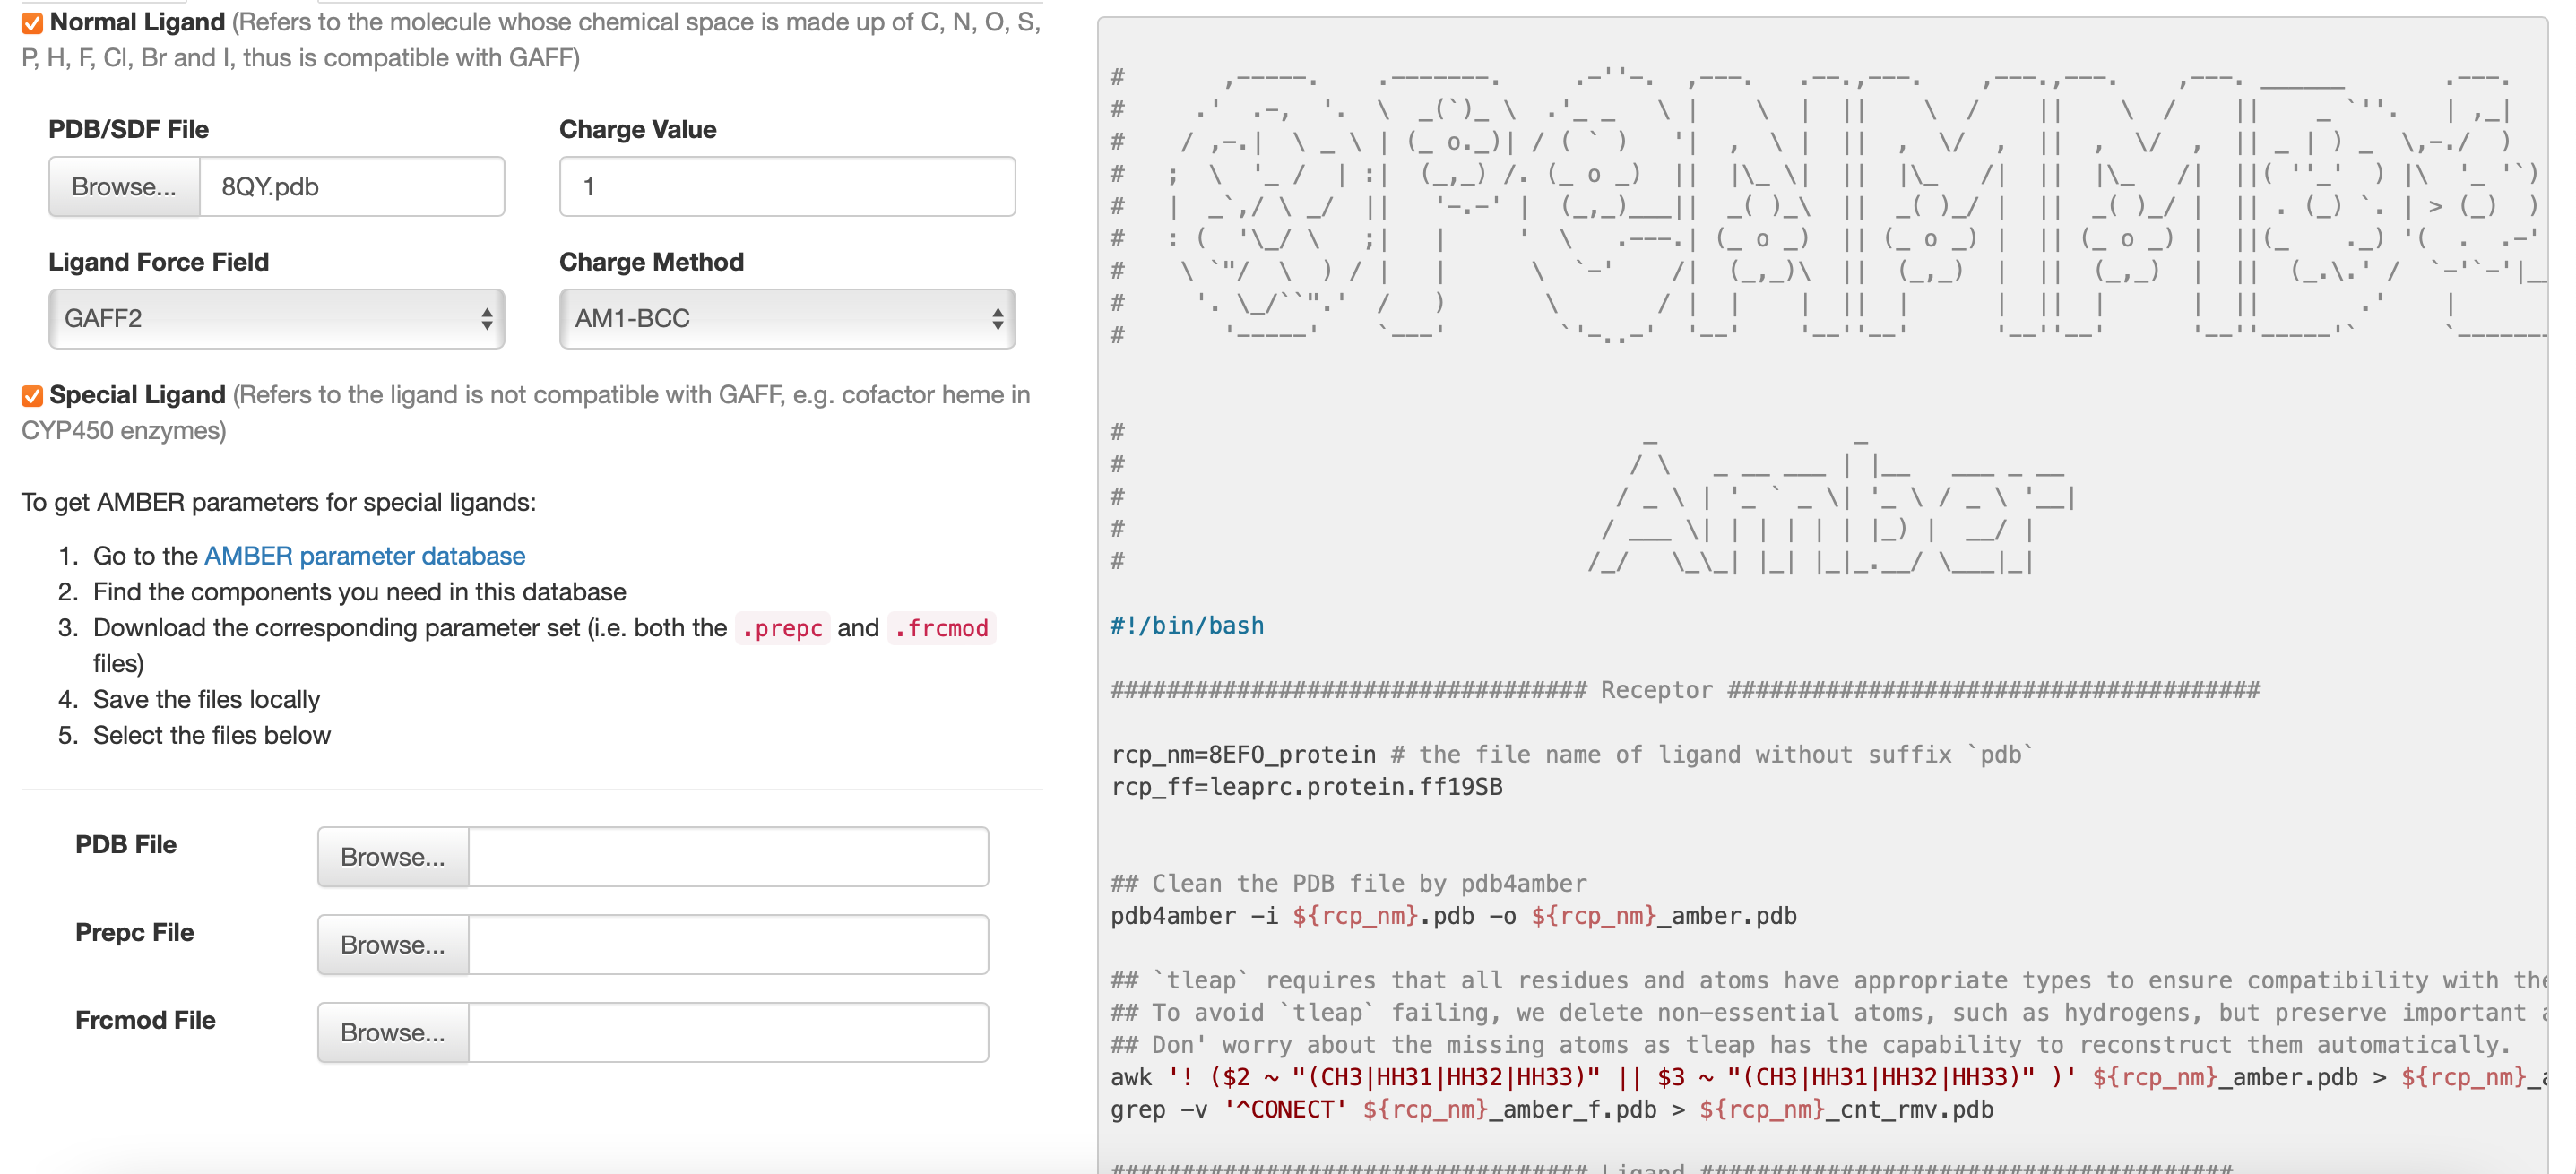 Normal Ligand (Refers to the molecule whose chemical space is made up of C, N, O, S,
P, H, F, Cl, Br and I, thus is compatible with GAFF)
PDB/SDF File
Charge Value
Browse...
8QY.pdb
1
Ligand Force Field
Charge Method
GAFF2
AM1-BCC
Special Ligand (Refers to the ligand is not compatible with GAFF, e.g. cofactor heme in
CYP450 enzymes)
To get AMBER parameters for special ligands:
1. Go to the AMBER parameter database
2. Find the components you need in this database
3. Download the corresponding parameter set (i.e. both the .prepc and .frcmod
files)
4. Save the files locally
5. Select the files below
PDB File
Browse...
Prepc File
Browse...
Frcmod File
Browse...
OPENMMDL
Amber
#!/bin/bash
################################## Receptor ######################################
rcp_nm=8EFO_protein # the file name of ligand without suffix `pdb`
rcp_ff=leaprc.protein.ff19SB
## Clean the PDB file by pdb4amber
pdb4amber -i ${rcp_nm}.pdb -o ${rcp_nm}_amber.pdb
## `tleap` requires that all residues and atoms have appropriate types to ensure compatibility with the
## To avoid `tleap` failing, we delete non-essential atoms, such as hydrogens, but preserve important
## Don' worry about the missing atoms as tleap has the capability to reconstruct them automatically.
awk '! ($2 ~ "(CH3|HH31|HH32|HH33)" || $3 ~ "(CH3|HH31|HH32|HH33)" )' ${rcp_nm}_amber.pdb > ${rcp_nm}_
grep -v '^CONECT' ${rcp_nm}_amber_f.pdb > ${rcp_nm}_cnt_rmv.pdb
################################## Ligand ######################################